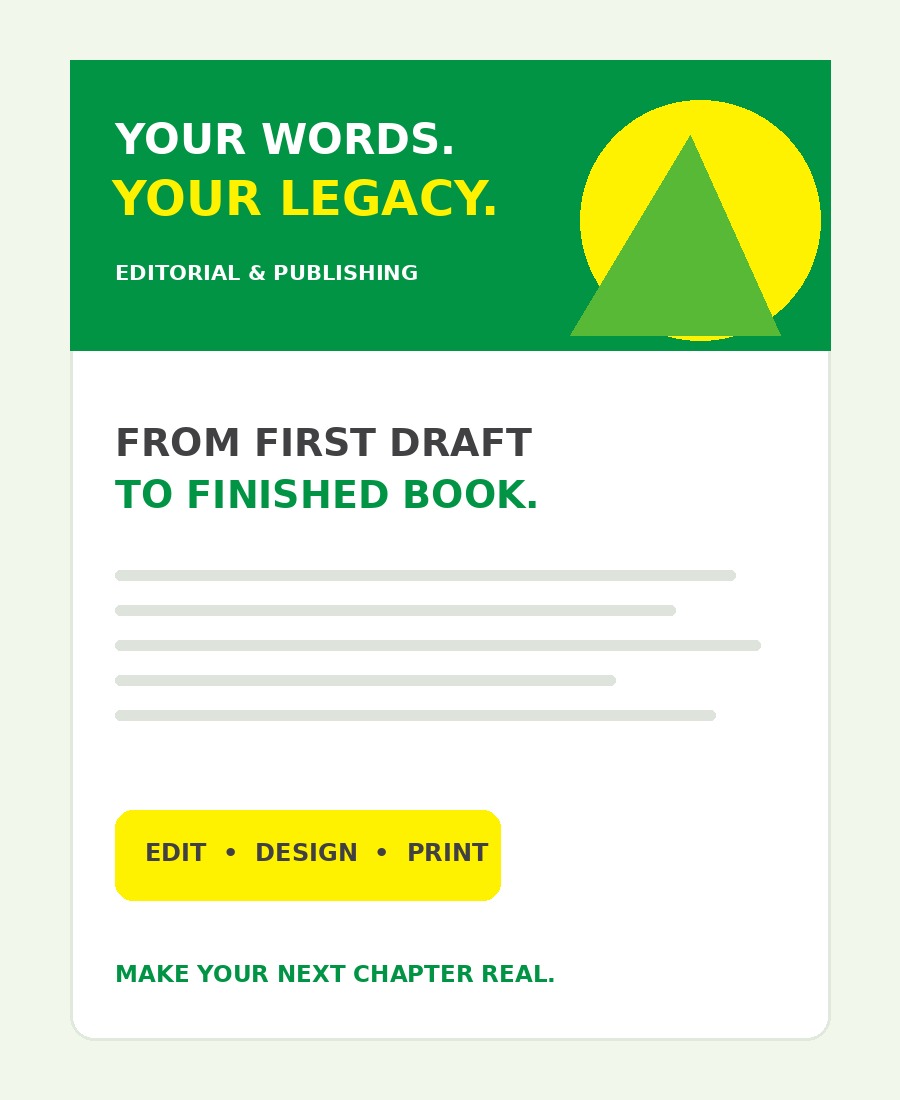 YOUR WORDS.
YOUR LEGACY.
EDITORIAL & PUBLISHING
FROM FIRST DRAFT
TO FINISHED BOOK.
EDIT • DESIGN • PRINT
MAKE YOUR NEXT CHAPTER REAL.